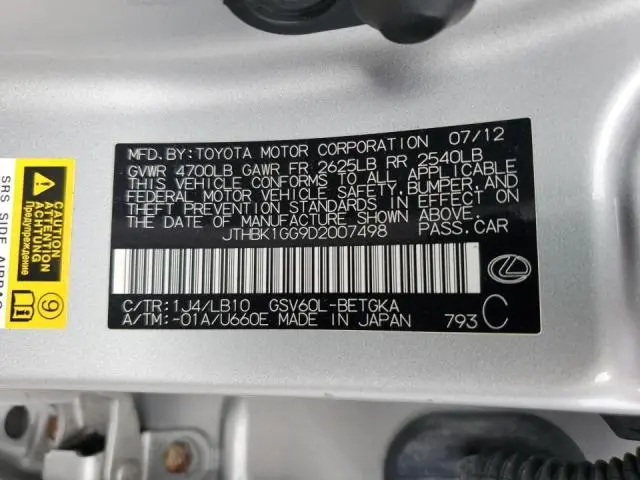 MFD. BY: TOYOTA MOTOR CORPORATION 07/12
GVWR 4700LB GAWR FR 2625LB RR 2540LB
THIS VEHICLE CONFORMS TO ALL APPLICABLE
FEDERAL MOTOR VEHICLE SAFETY, BUMPER, AND
THEFT PREVENTION STANDARDS IN EFFECT ON
THE DATE OF MANUFACTURE SHOWN ABOVE.
JTHBK1GG9D2007498 PASS.CAR
C/TR: 1J4/LB10 GSV60L-BETGKA
A/TM: -01A/U660E MADE IN JAPAN 793 C
SRS SIDE AIRBAG
ATTENTION
Предупреждение
9